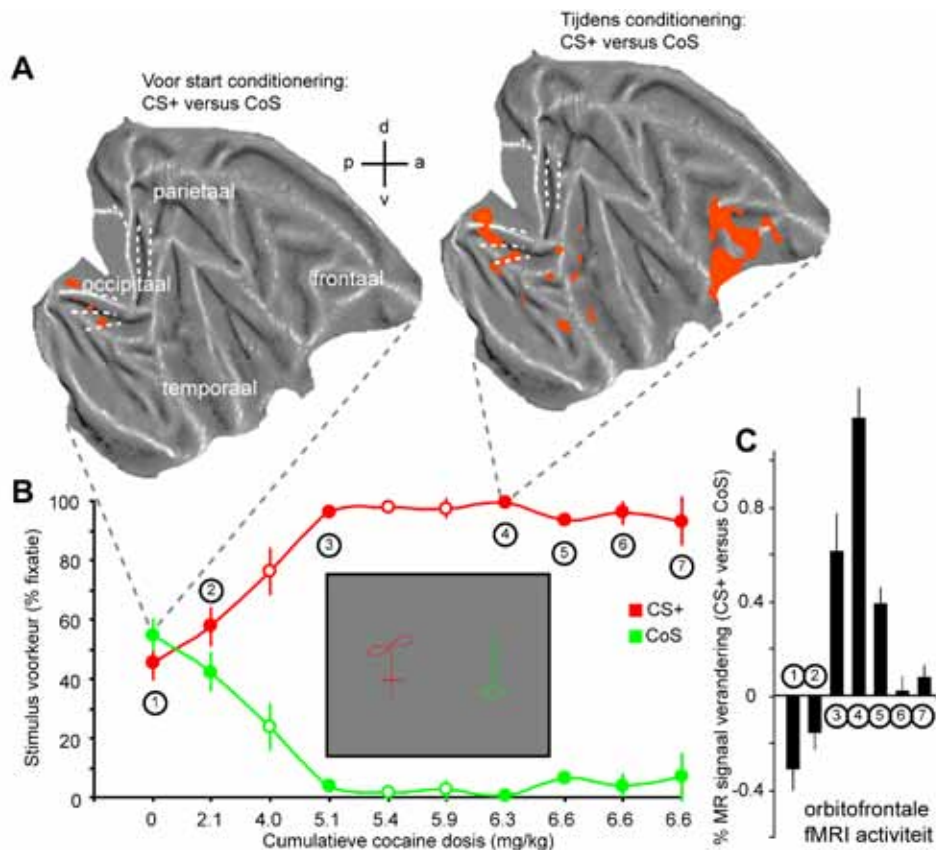 A
Voor start conditionering:
CS+ versus CoS
Tijdens conditionering:
CS+ versus CoS
d
p
a
v
parietaal
occipitaal
frontaal
temporaal
B
Stimulus voorkeur (% fixatie)
100
80
60
40
20
0
1
2
3
4
5
6
7
CS+
CoS
0
2.1
4.0
5.1
5.4
5.9
6.3
6.6
6.6
6.6
Cumulatieve cocaine dosis (mg/kg)
C
% MR signaal verandering (CS+ versus CoS)
0.8
0.4
0
-0.4
1
2
3
4
5
6
7
orbitofrontale
fMRI activiteit